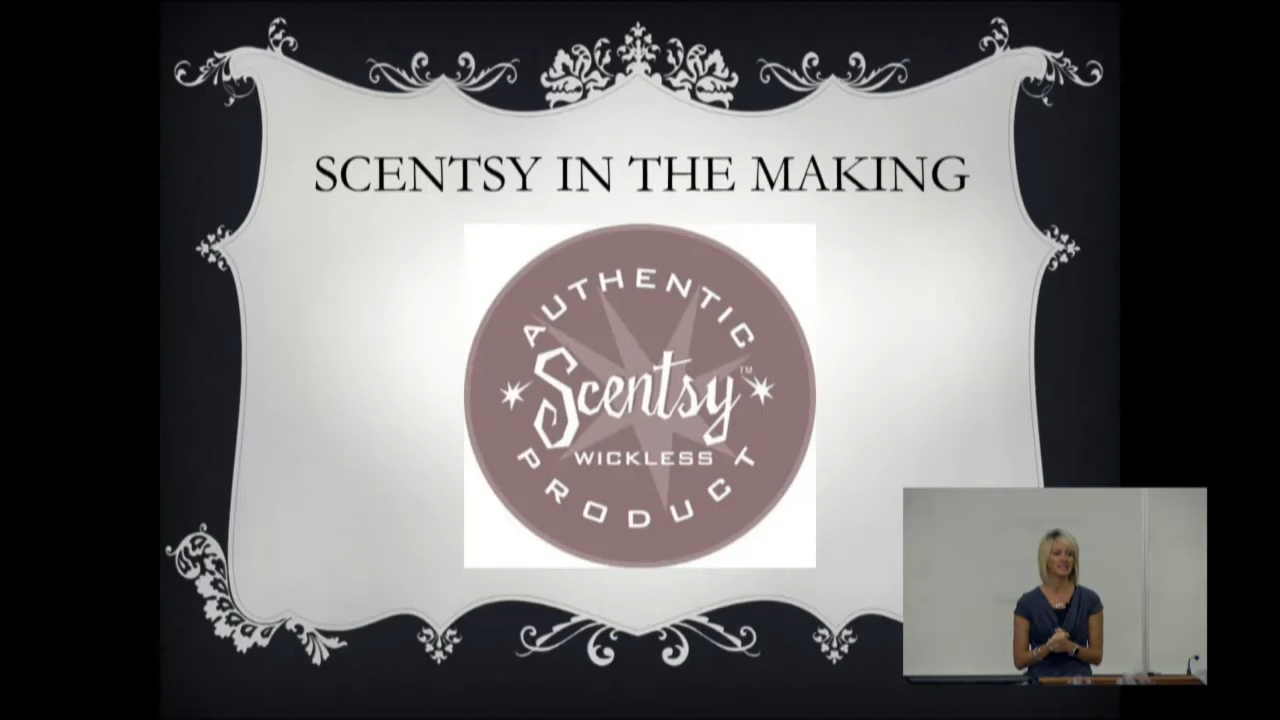 SCENTSY IN THE MAKING
AUTHENTIC
Scentsy™
WICKLESS
PRODUCT